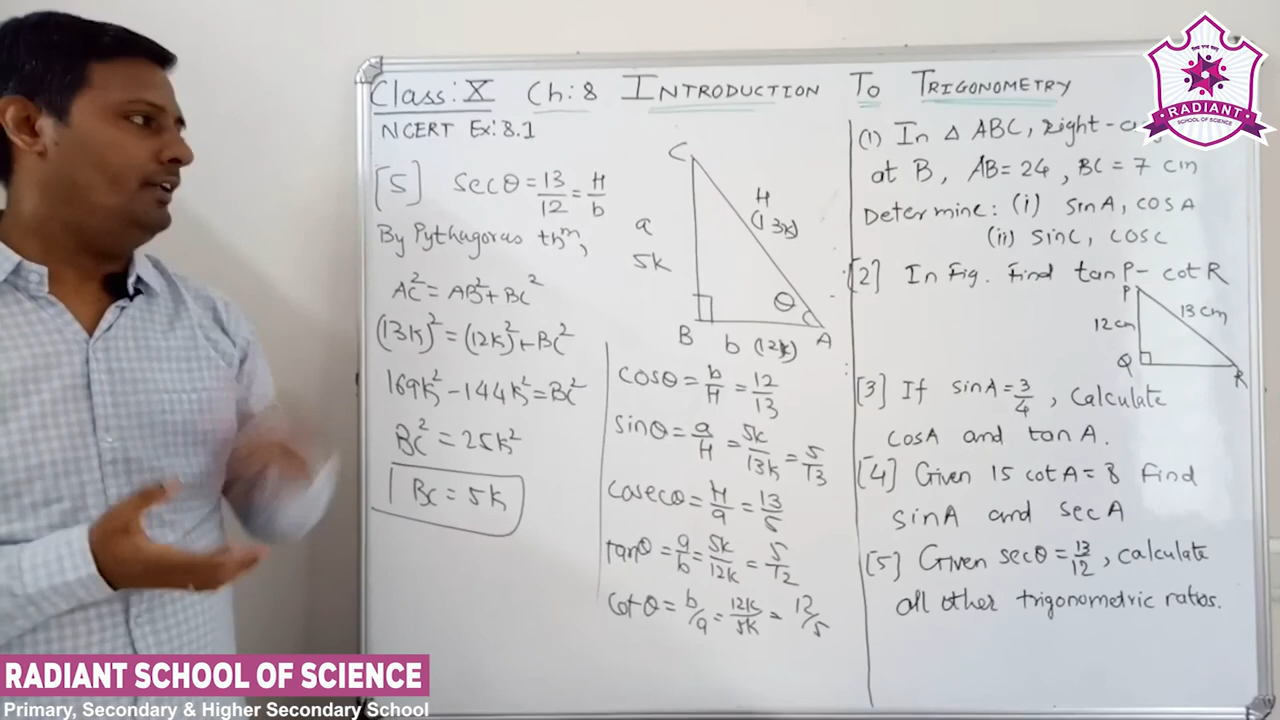 Class: X Ch: 8 INTRODUCTION TO TRIGONOMETRY
NCERT Ex: 8.1
[5] secθ = 13/12 = H/b
By Pythagoras thm,
AC² = AB² + BC²
(13k)² = (12k)² + BC²
169k² - 144k² = BC²
BC² = 25k²
BC = 5k
C
H
(13k)
a
5k
θ
B b (12k) A
cosθ = b/H = 12/13
sinθ = a/H = 5k/13k = 5/13
cosecθ = H/a = 13/5
tanθ = a/b = 5k/12k = 5/12
cotθ = b/a = 12k/5k = 12/5
(1) In △ ABC, right-
at B, AB = 24, BC = 7 cm
Determine: (i) sinA, cosA
(ii) sinC, cosC
[2] In Fig. Find tanP - cotR
P
12cm 13cm
Q R
[3] If sinA = 3/4, Calculate
cosA and tanA.
[4] Given 15 cotA = 8 Find
sinA and secA
[5] Given secθ = 13/12, calculate
all other trigonometric ratios.
RADIANT
SCHOOL OF SCIENCE
RADIANT SCHOOL OF SCIENCE
Primary, Secondary & Higher Secondary School